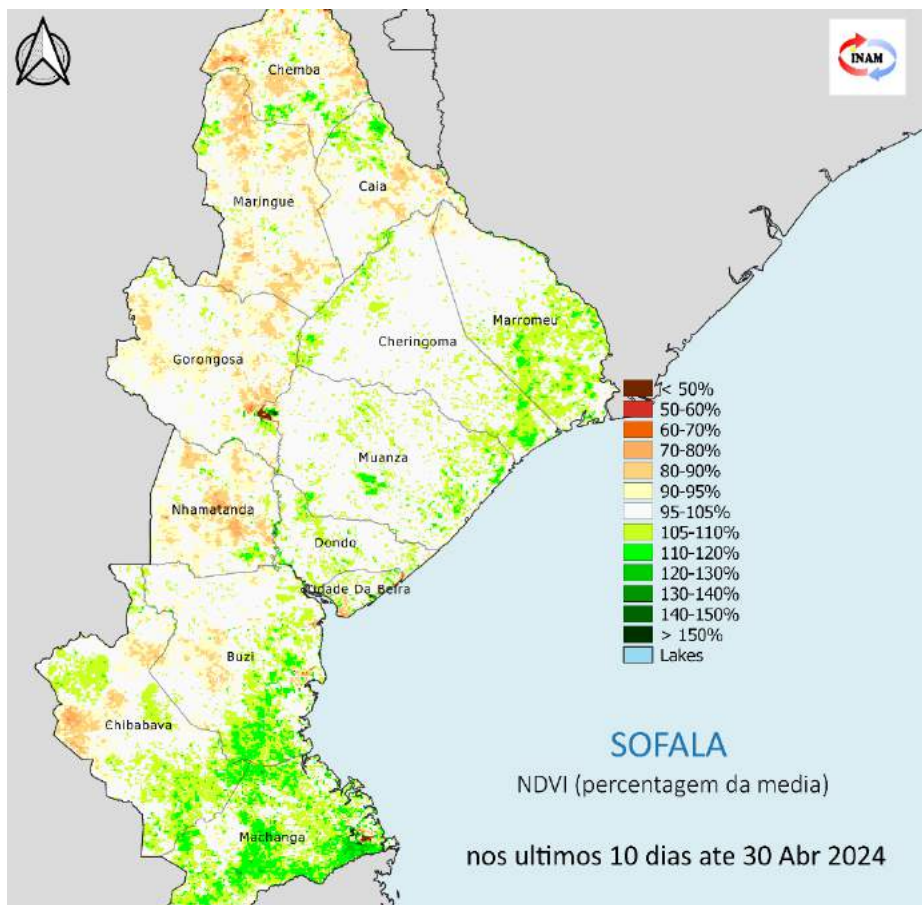 INAM
Chemba
Caia
Maringue
Marromeu
Cheringoma
Gorongosa
Muanza
Nhamatanda
Dondo
Cidade Da Beira
Buzi
Chibabava
Machanga
< 50%
50-60%
60-70%
70-80%
80-90%
90-95%
95-105%
105-110%
110-120%
120-130%
130-140%
140-150%
> 150%
Lakes
SOFALA
NDVI (percentagem da media)
nos ultimos 10 dias ate 30 Abr 2024